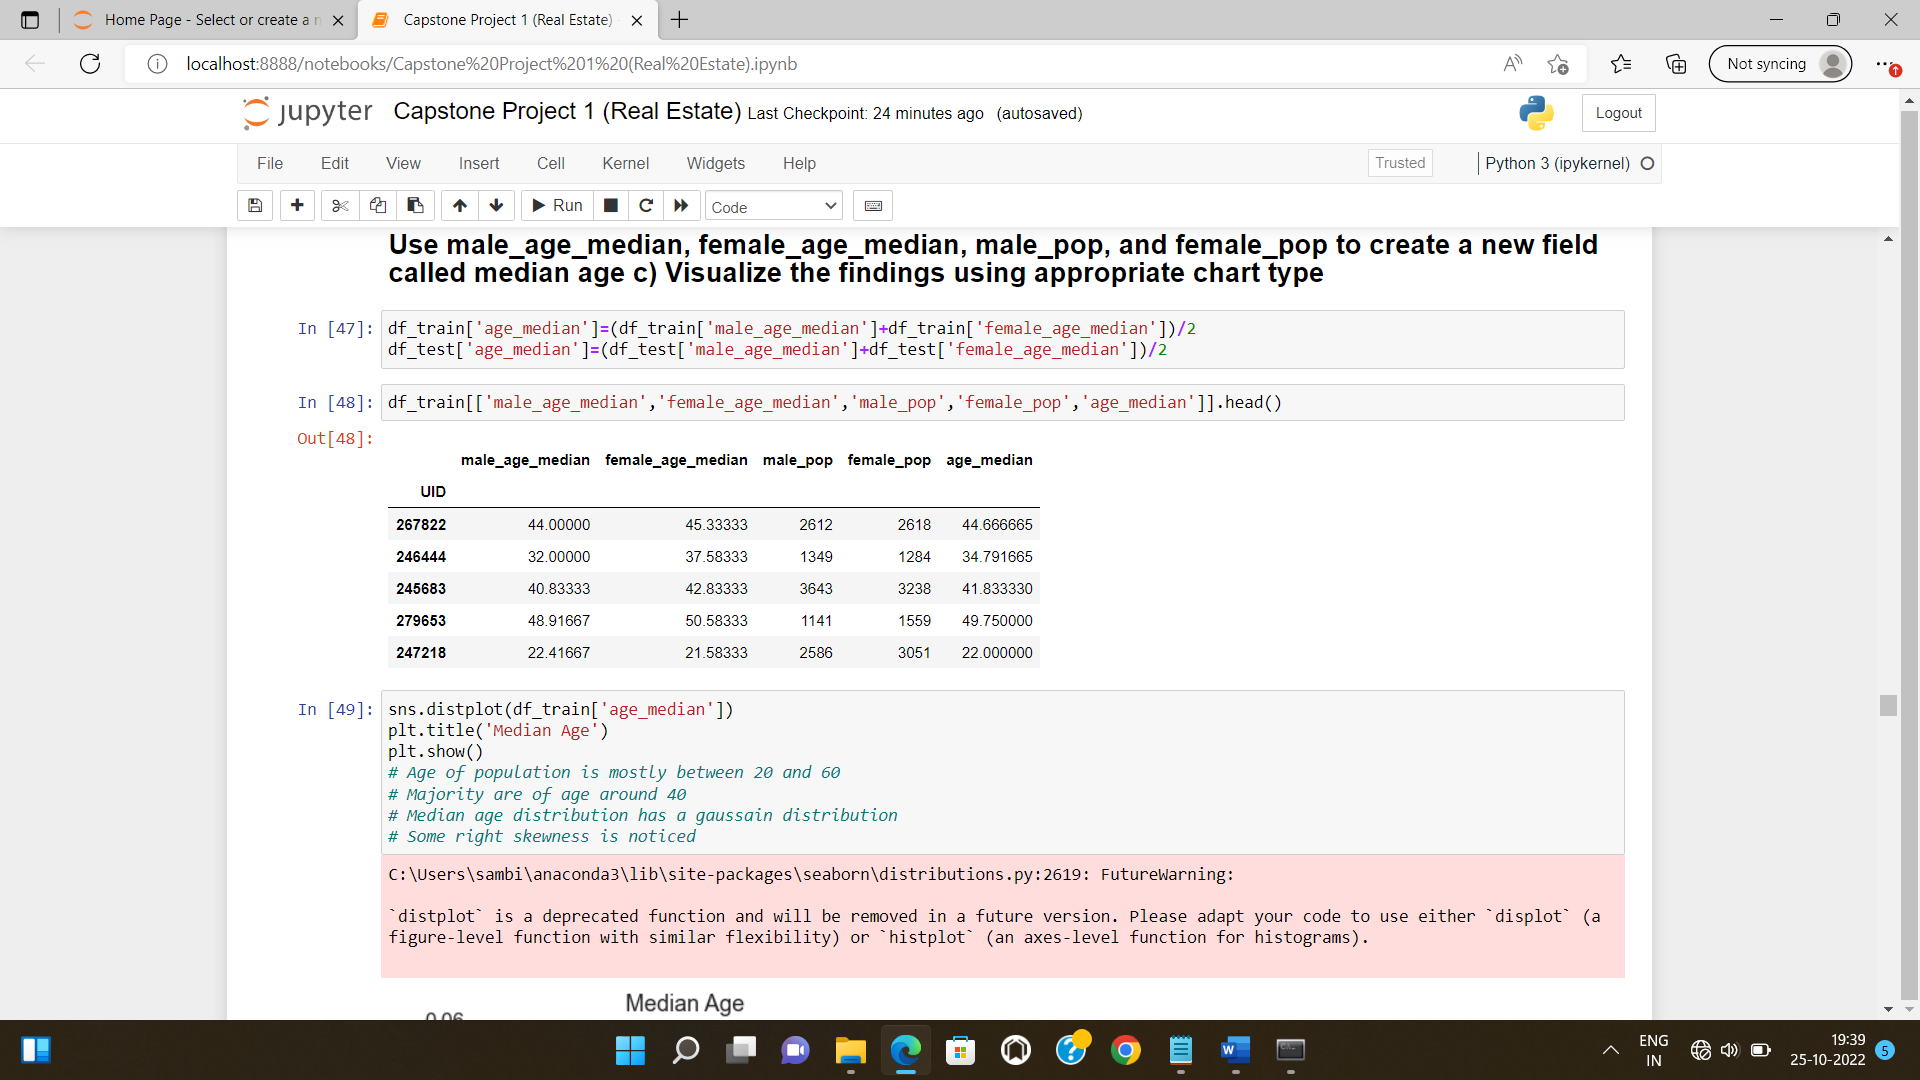 Home Page - Select or create a n
Capstone Project 1 (Real Estate)
localhost:8888/notebooks/Capstone%20Project%201%20(Real%20Estate).ipynb
Not syncing
jupyter Capstone Project 1 (Real Estate) Last Checkpoint: 24 minutes ago (autosaved)
Logout
File Edit View Insert Cell Kernel Widgets Help
Trusted
Python 3 (ipykernel)
Run
Code
Use male_age_median, female_age_median, male_pop, and female_pop to create a new field
called median age c) Visualize the findings using appropriate chart type
In [47]: df_train['age_median']=(df_train['male_age_median']+df_train['female_age_median'])/2
df_test['age_median']=(df_test['male_age_median']+df_test['female_age_median'])/2
In [48]: df_train[['male_age_median','female_age_median','male_pop','female_pop','age_median']].head()
Out[48]:
male_age_median female_age_median male_pop female_pop age_median
UID
267822 44.00000 45.33333 2612 2618 44.666665
246444 32.00000 37.58333 1349 1284 34.791665
245683 40.83333 42.83333 3643 3238 41.833330
279653 48.91667 50.58333 1141 1559 49.750000
247218 22.41667 21.58333 2586 3051 22.000000
In [49]: sns.distplot(df_train['age_median'])
plt.title('Median Age')
plt.show()
# Age of population is mostly between 20 and 60
# Majority are of age around 40
# Median age distribution has a gaussain distribution
# Some right skewness is noticed
C:\Users\sambi\anaconda3\lib\site-packages\seaborn\distributions.py:2619: FutureWarning:
`distplot` is a deprecated function and will be removed in a future version. Please adapt your code to use either `displot` (a
figure-level function with similar flexibility) or `histplot` (an axes-level function for histograms).
Median Age
0.06
ENG
IN
19:39
25-10-2022
5